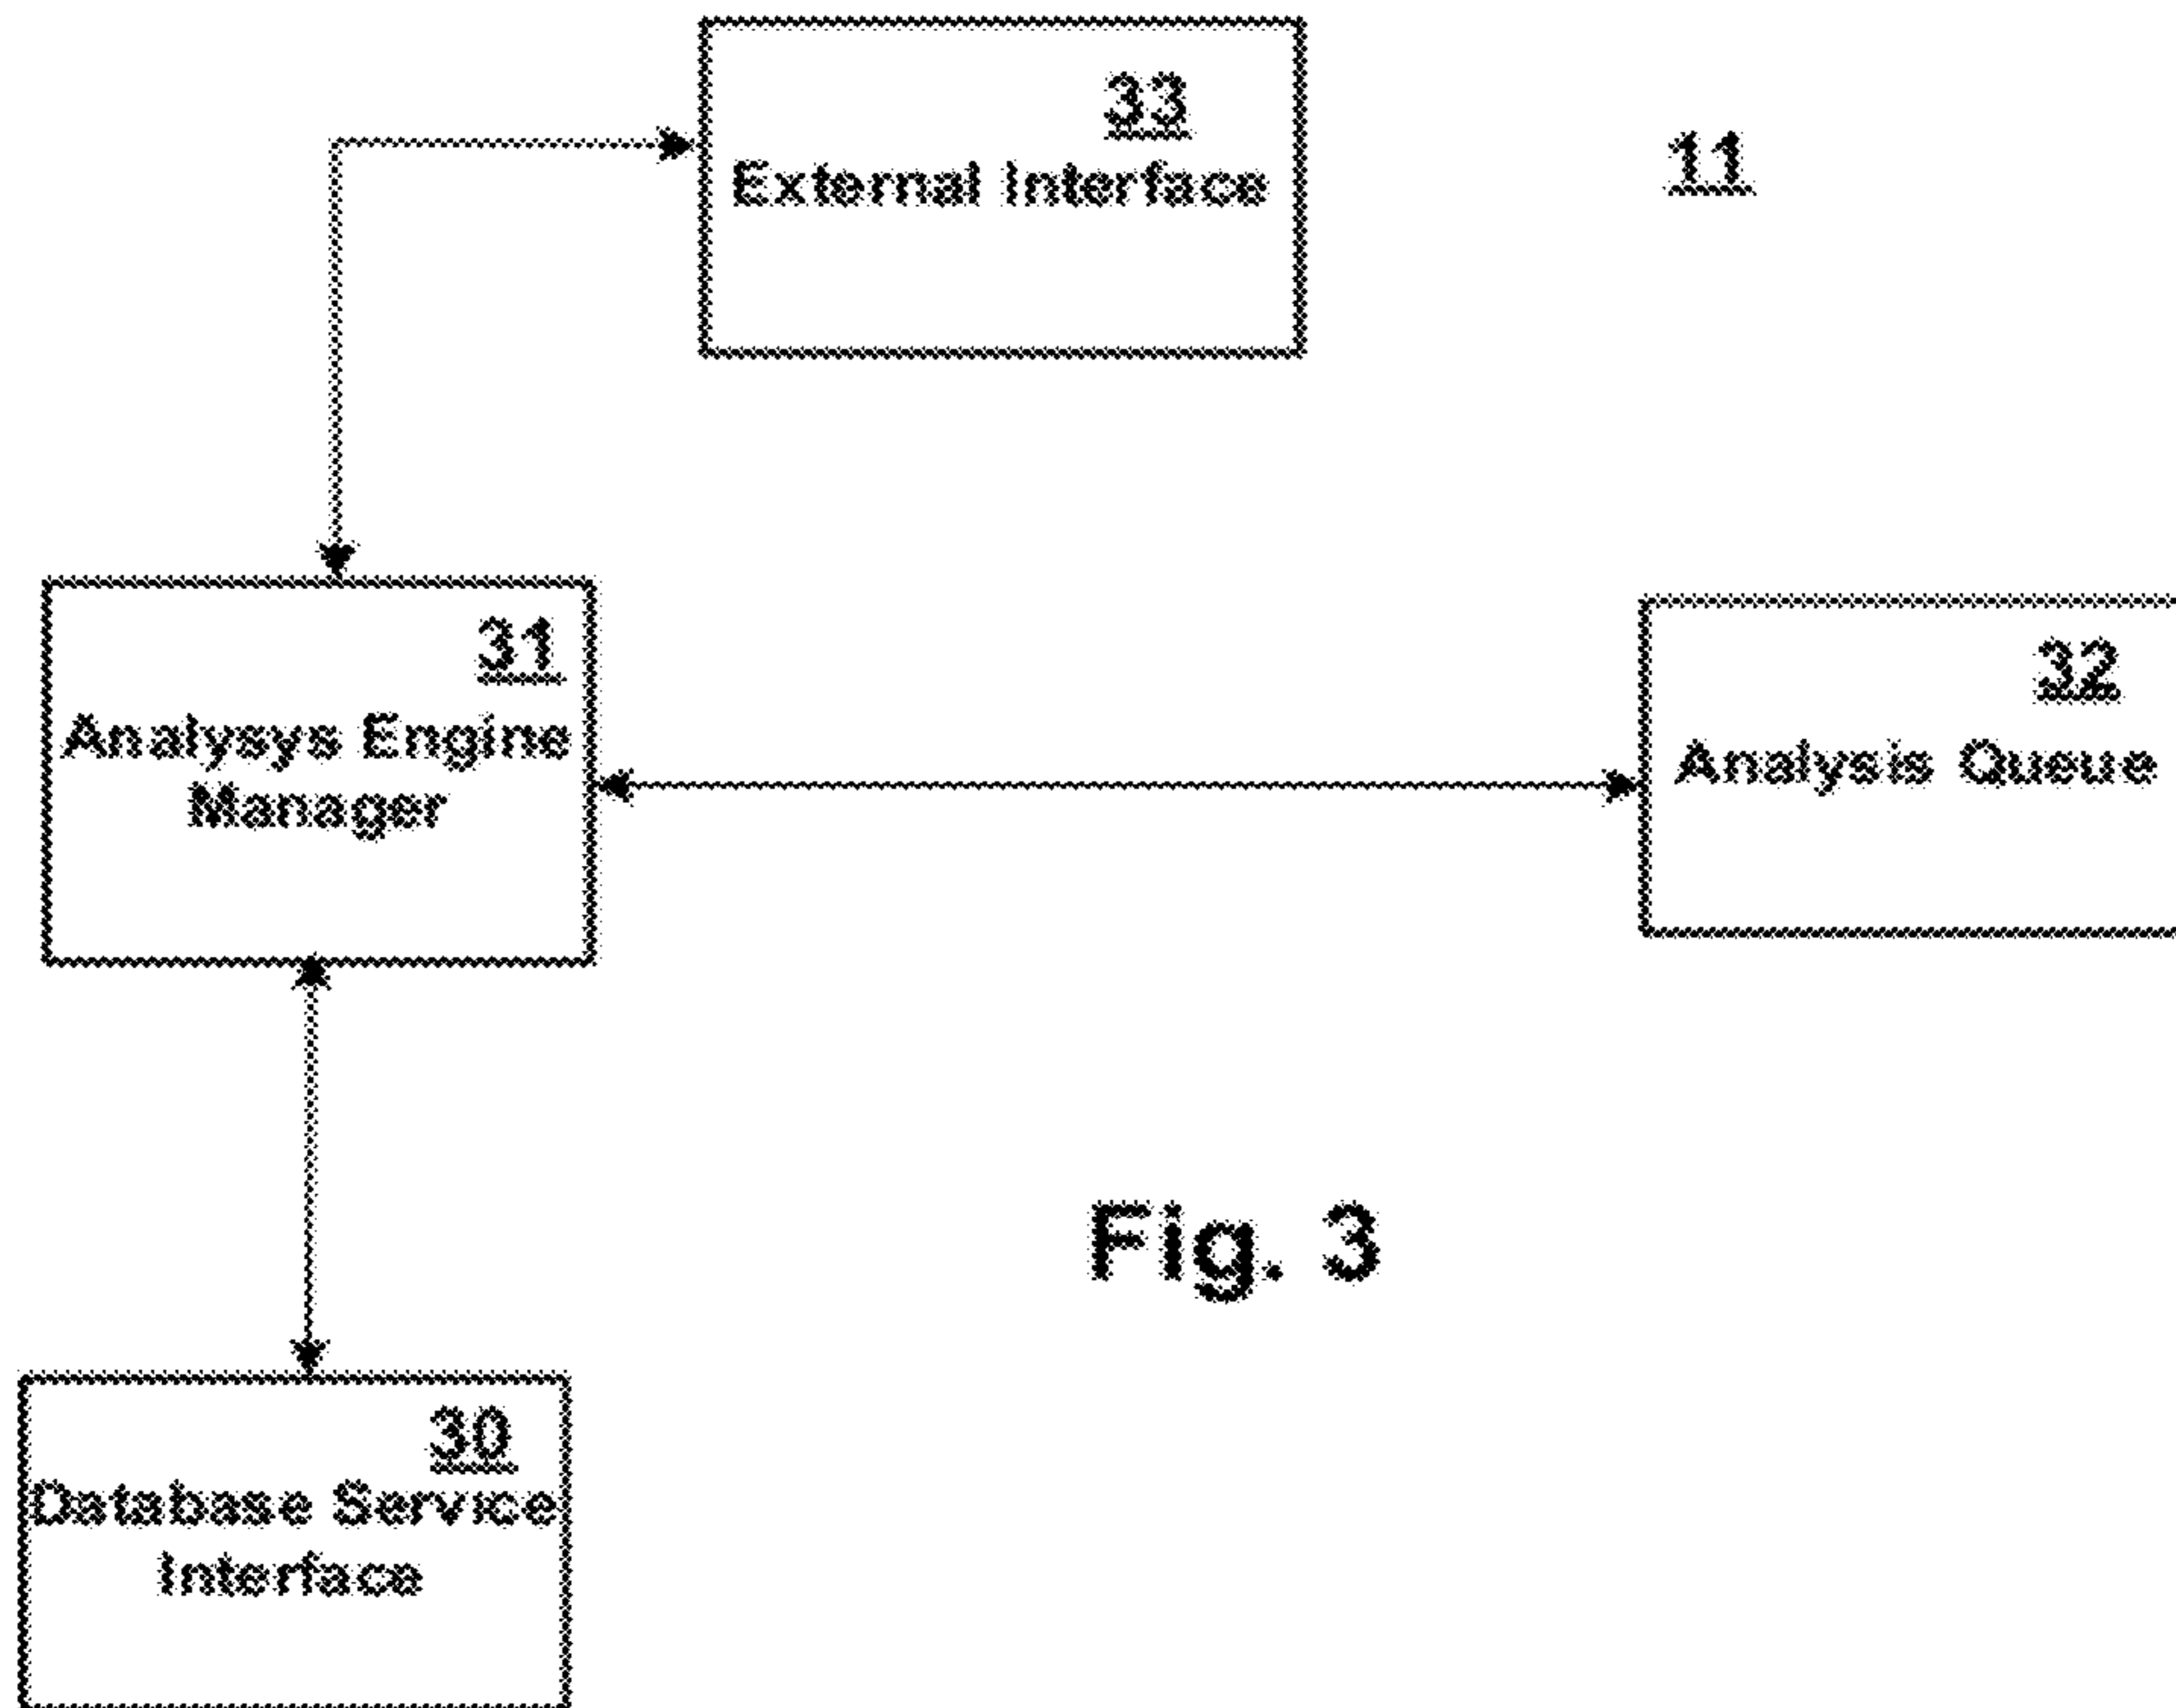 33
External Interface
11
31
Analysys Engine
Manager
32
Analysis Queue
Fig. 3
30
Database Service
Interface